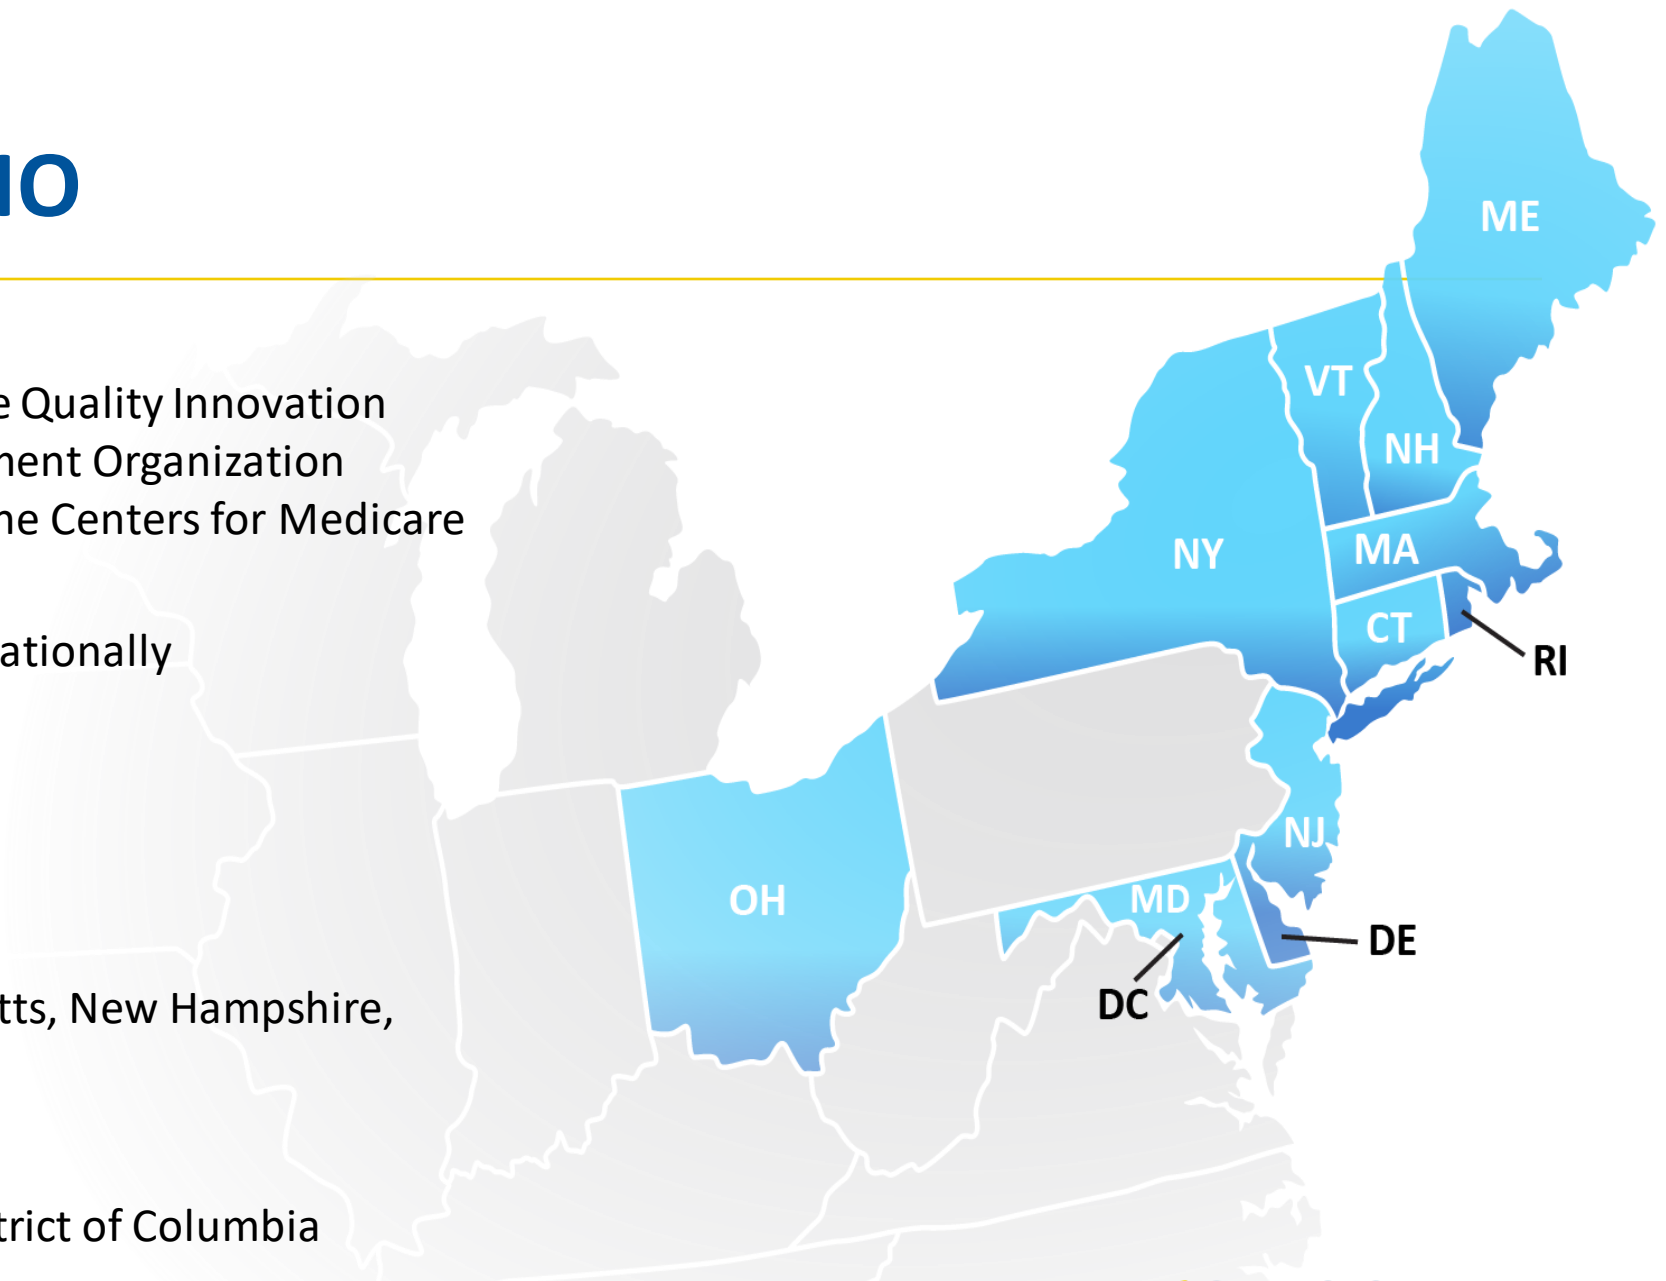 IO
e Quality Innovation
nent Organization
ne Centers for Medicare
ationally
tts, New Hampshire,
trict of Columbia
ME
VT
NH
NY
MA
CT
RI
NJ
OH
MD
DE
DC